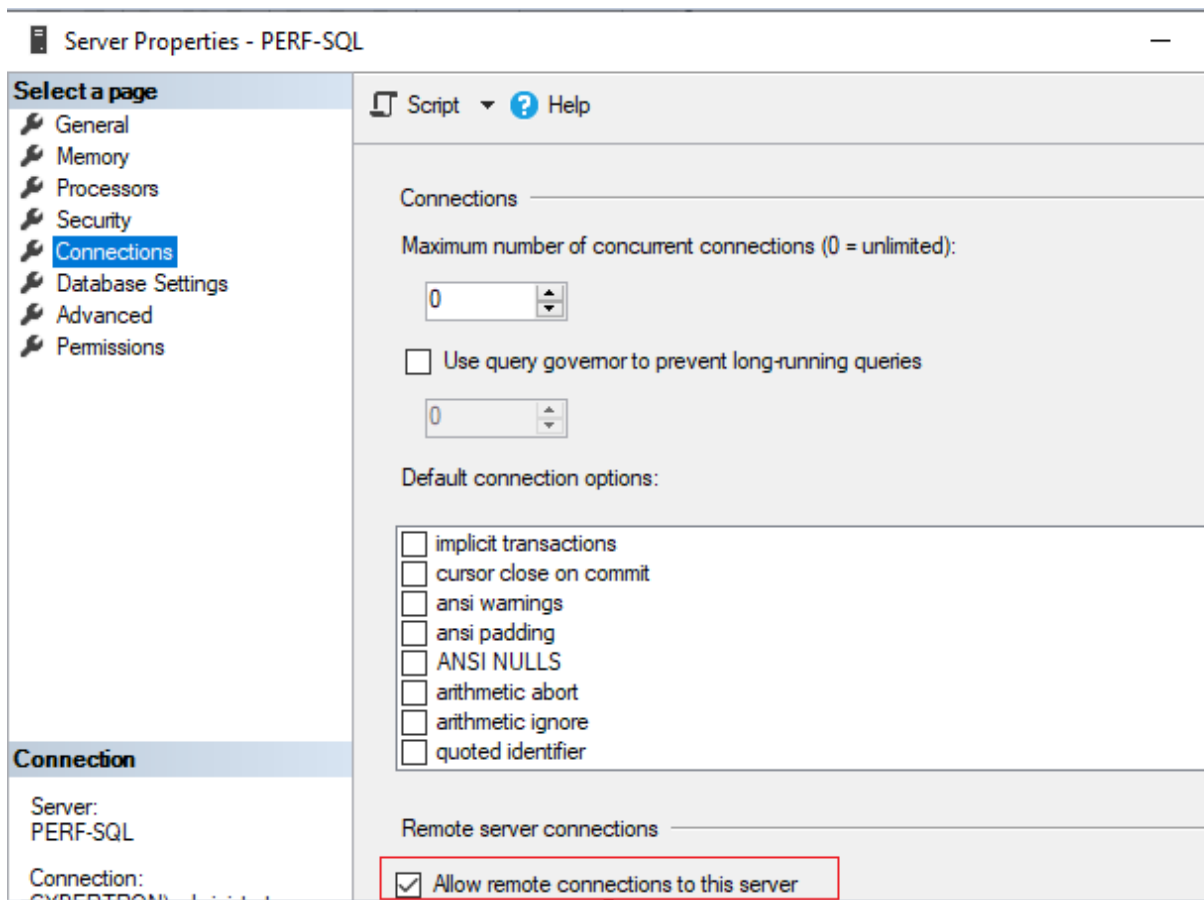 Server Properties - PERF-SQL
Select a page
General
Memory
Processors
Security
Connections
Database Settings
Advanced
Permissions
Script
Help
Connections
Maximum number of concurrent connections (0 = unlimited):
0
Use query governor to prevent long-running queries
0
Default connection options:
implicit transactions
cursor close on commit
ansi warnings
ansi padding
ANSI NULLS
arithmetic abort
arithmetic ignore
quoted identifier
Remote server connections
Allow remote connections to this server
Connection
Server:
PERF-SQL
Connection: